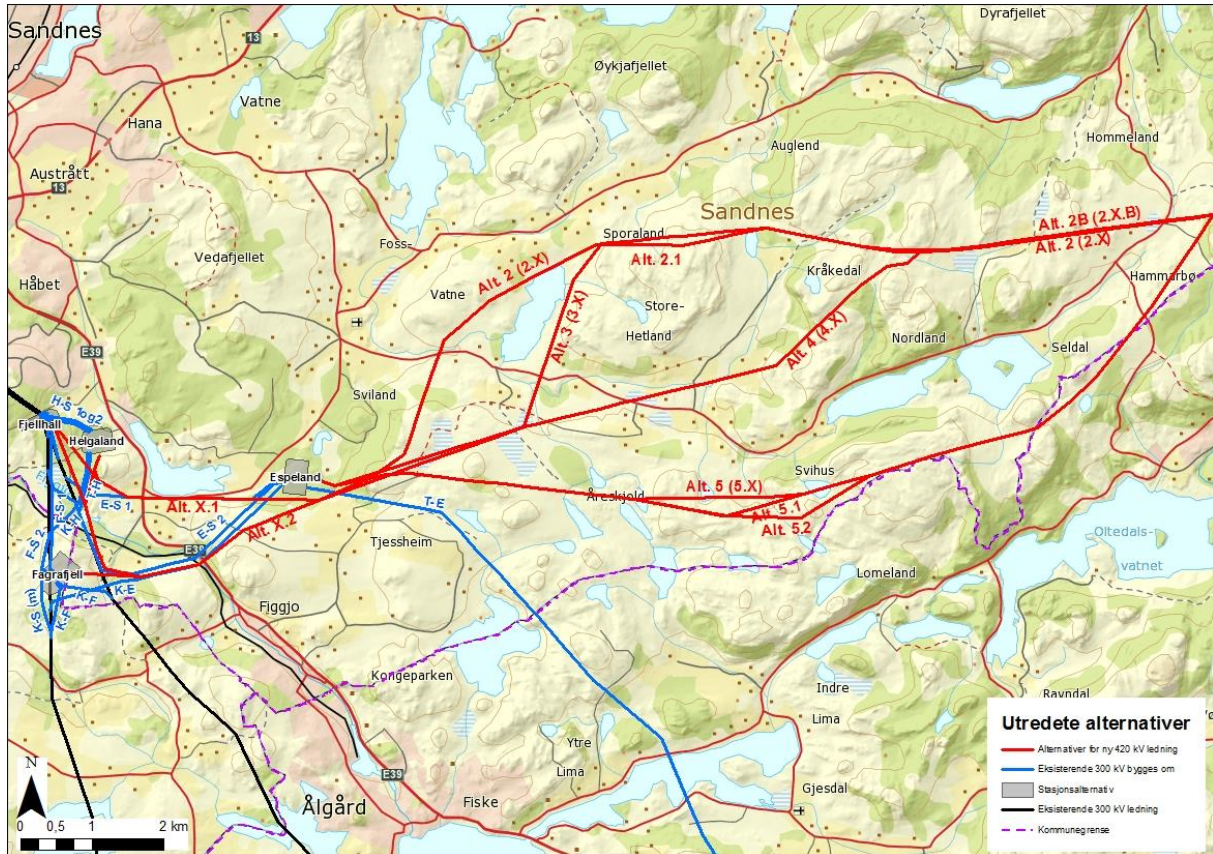 Sandnes
Dyrafjellet
13
Øykjafjellet
Vatne
Hana
Hommeland
Auglend
Austrått
13
Sandnes
Alt. 2B (2.X.B)
Sporaland
Foss-
Alt. 2 (2.X)
Alt. 2.1
Vedafjellet
Alt. 2 (2.X)
Kråkedal
Hammarbø
Håbet
Vatne
Store-
Hetland
Alt. 3 (3.X)
Alt. 4 (4.X)
Nordland
Seldal
E39
Sviland
H-S 1og2
Fjellhall
Helgaland
Espeland
Svihus
T-H
E-S 1
Alt. X.1
Alt. 5 (5.X)
Åreskjold
Alt. 5.1
Alt. 5.2
T-E
F-S 1
K-H
F-S 2
E-S 2
Alt. X.2
Tjessheim
Oltedals-
vatnet
E39
Lomeland
Fagrafjell
K-E
K-F
K-S (m)
K-F
Figgjo
Kongeparken
Indre
Lima
Ravndal
Ytre
Lima
E39
Gjesdal
Ålgård
Fiske
Utredete alternativer
Alternativer for ny 420 kV ledning
Eksisterende 300 kV bygges om
Stasjonsalternativ
Eksisterende 300 kV ledning
Kommunegrense
N
0 0,5 1 2 km